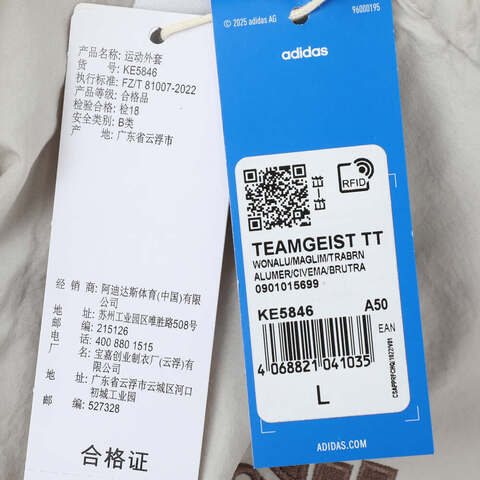 产品名称: 运动外套
货 号: KE5846
执行标准: FZ/T 81007-2022
产品等级: 合格品
检验合格: 检18
安全类别: B类
产 地: 广东省云浮市
经 销 商: 阿迪达斯体育(中国)有限公司
地 址: 苏州工业园区唯胜路508号
邮 编: 215126
电 话: 400 880 1515
厂 名: 宝嘉创业制衣厂(云浮)有限公司
地 址: 广东省云浮市云城区河口初城工业园
邮 编: 527328
合格证
© 2025 adidas AG
96000195
adidas
RFID
TEAMGEIST TT
WONALU/MAGLIM/TRABRN
ALUMER/CIVEMA/BRUTRA
0901015699
KE5846 A50
EAN
4 068821 041035
L
ADIDAS.COM